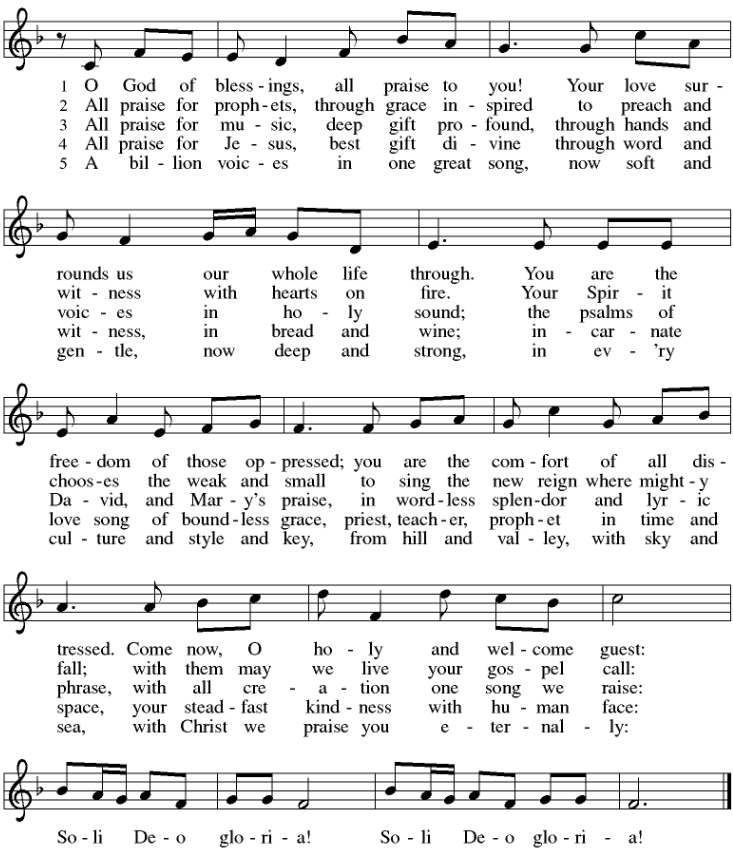 1 O God of bless - ings, all praise to you! Your love sur -
2 All praise for proph - ets, through grace in - spired to preach and
3 All praise for mu - sic, deep gift pro - found, through hands and
4 All praise for Je - sus, best gift di - vine through word and
5 A bil - lion voic - es in one great song, now soft and
rounds us our whole life through. You are the
wit - ness with hearts on fire. Your Spir - it
voic - es in ho - ly sound; the psalms of
wit - ness, in bread and wine; in - car - nate
gen - tle, now deep and strong, in ev - 'ry
free - dom of those op - pressed; you are the com - fort of all dis -
choos - es the weak and small to sing the new reign where might - y
Da - vid, and Mar - y's praise, in word - less splen - dor and lyr - ic
love song of bound - less grace, priest, teach - er, proph - et in time and
cul - ture and style and key, from hill and val - ley, with sky and
tressed. Come now, O ho - ly and wel - come guest:
fall; with them may we live your gos - pel call:
phrase, with all cre - a - tion one song we raise:
space, your stead - fast kind - ness with hu - man face:
sea, with Christ we praise you e - ter - nal - ly:
So - li De - o glo - ri - a! So - li De - o glo - ri - a!